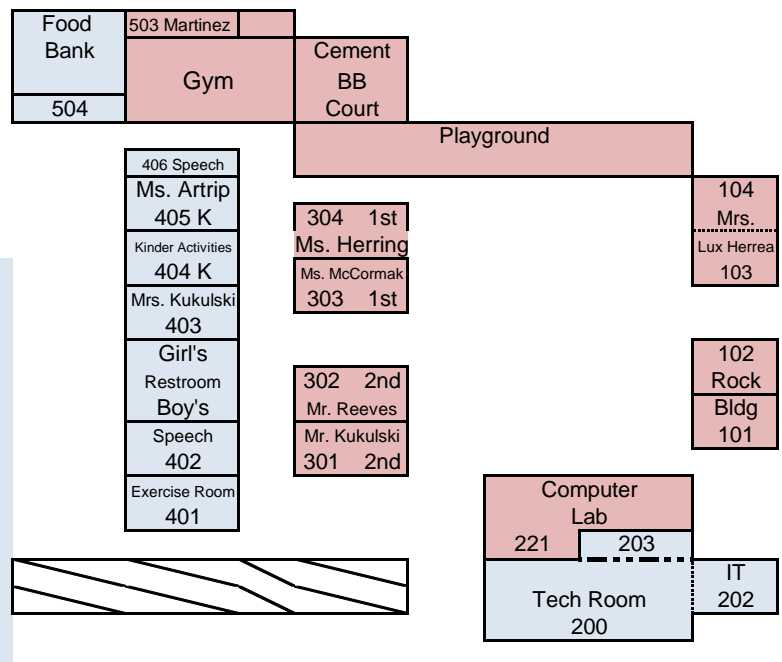 Food
Bank
504
503 Martinez
Gym
Cement
BB
Court
Playground
406 Speech
Ms. Artrip
405 K
Kinder Activities
404 K
Mrs. Kukulski
403
Girl's
Restroom
Boy's
Speech
402
Exercise Room
401
304 1st
Ms. Herring
Ms. McCormak
303 1st
302 2nd
Mr. Reeves
Mr. Kukulski
301 2nd
104
Mrs.
Lux Herrea
103
102
Rock
Bldg
101
Computer
Lab
221
203
Tech Room
200
IT
202